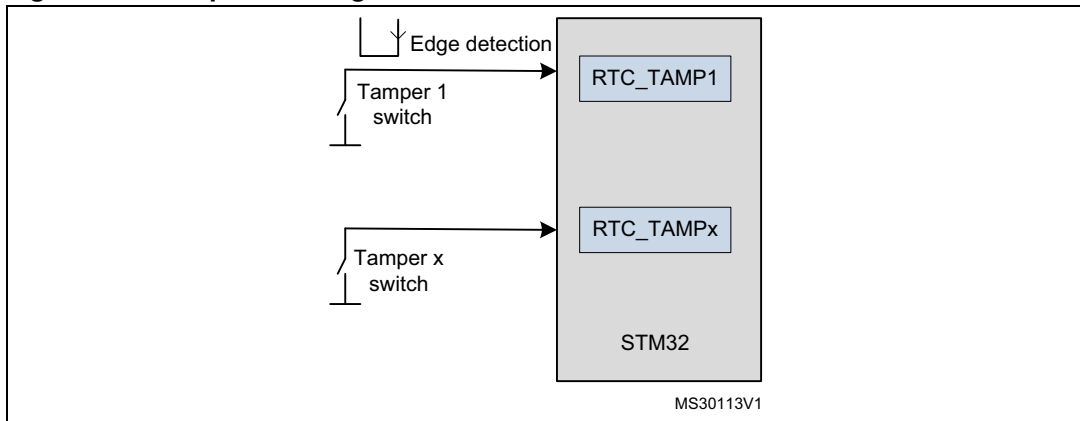 Edge detection
RTC_TAMP1
Tamper 1
switch
RTC_TAMPx
Tamper x
switch
STM32
MS30113V1